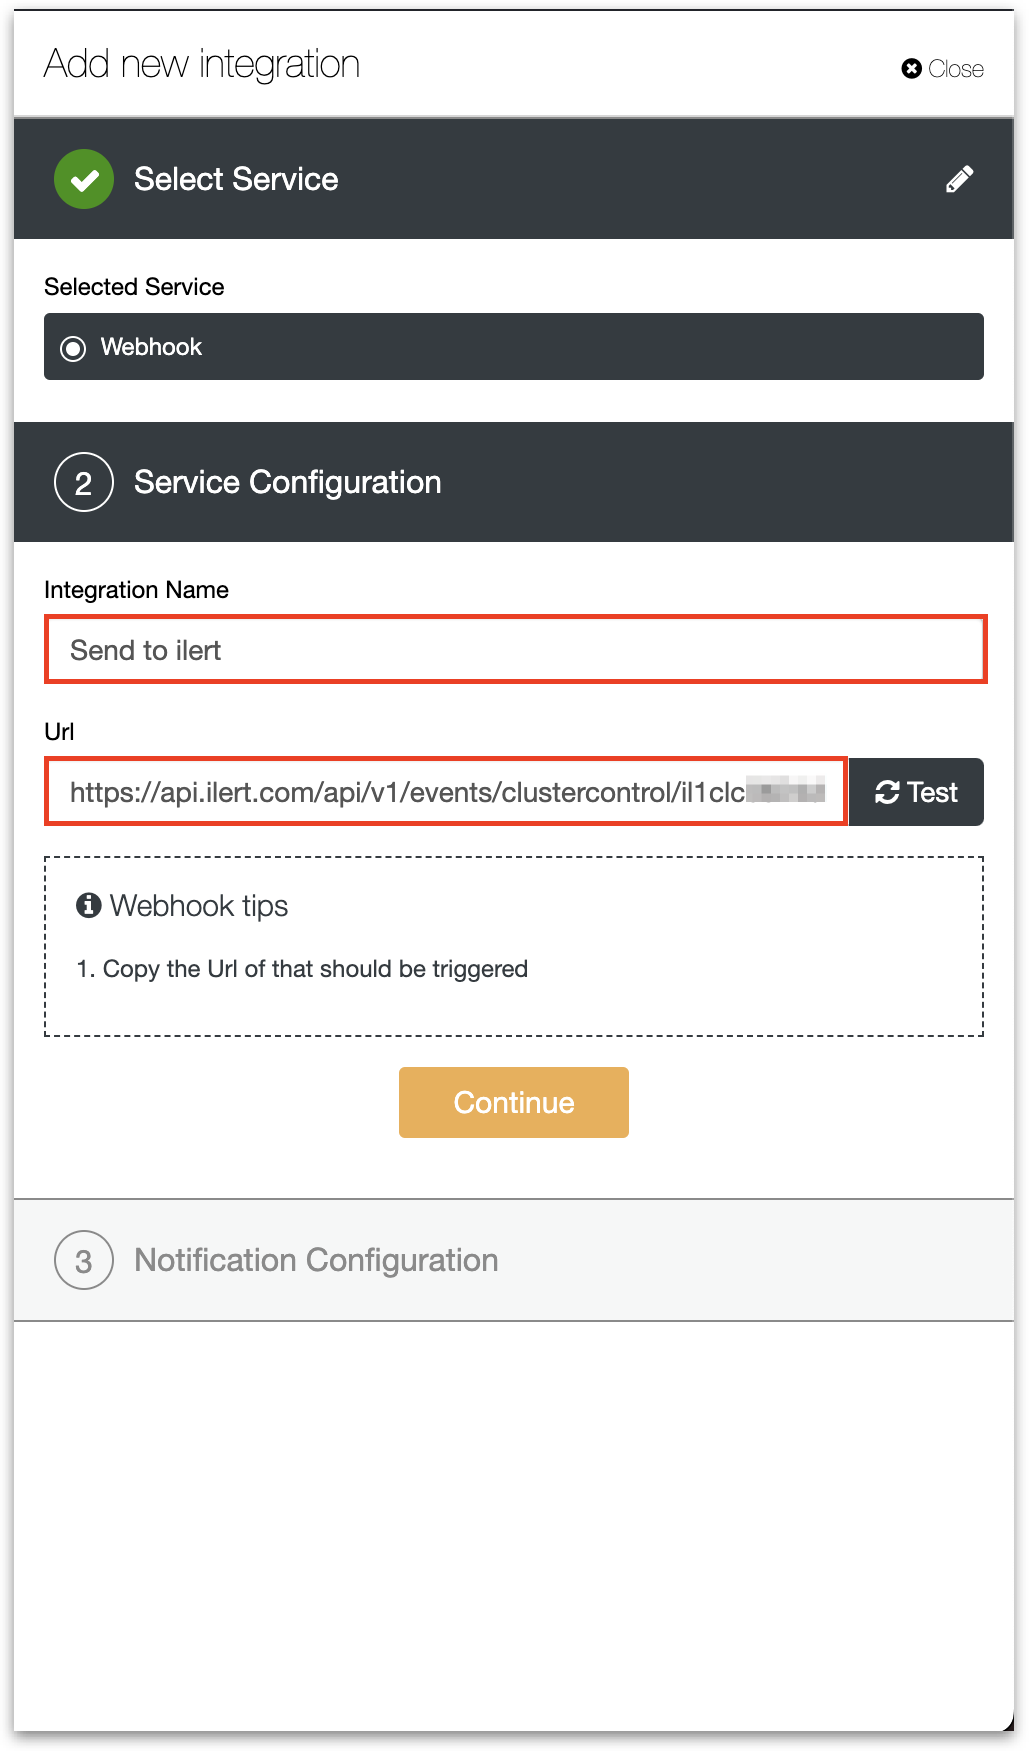 Add new integration
Close
Select Service
Selected Service
Webhook
2 Service Configuration
Integration Name
Send to ilert
Url
https://api.ilert.com/api/v1/events/clustercontrol/il1clc
Test
Webhook tips
1. Copy the Url of that should be triggered
Continue
3 Notification Configuration